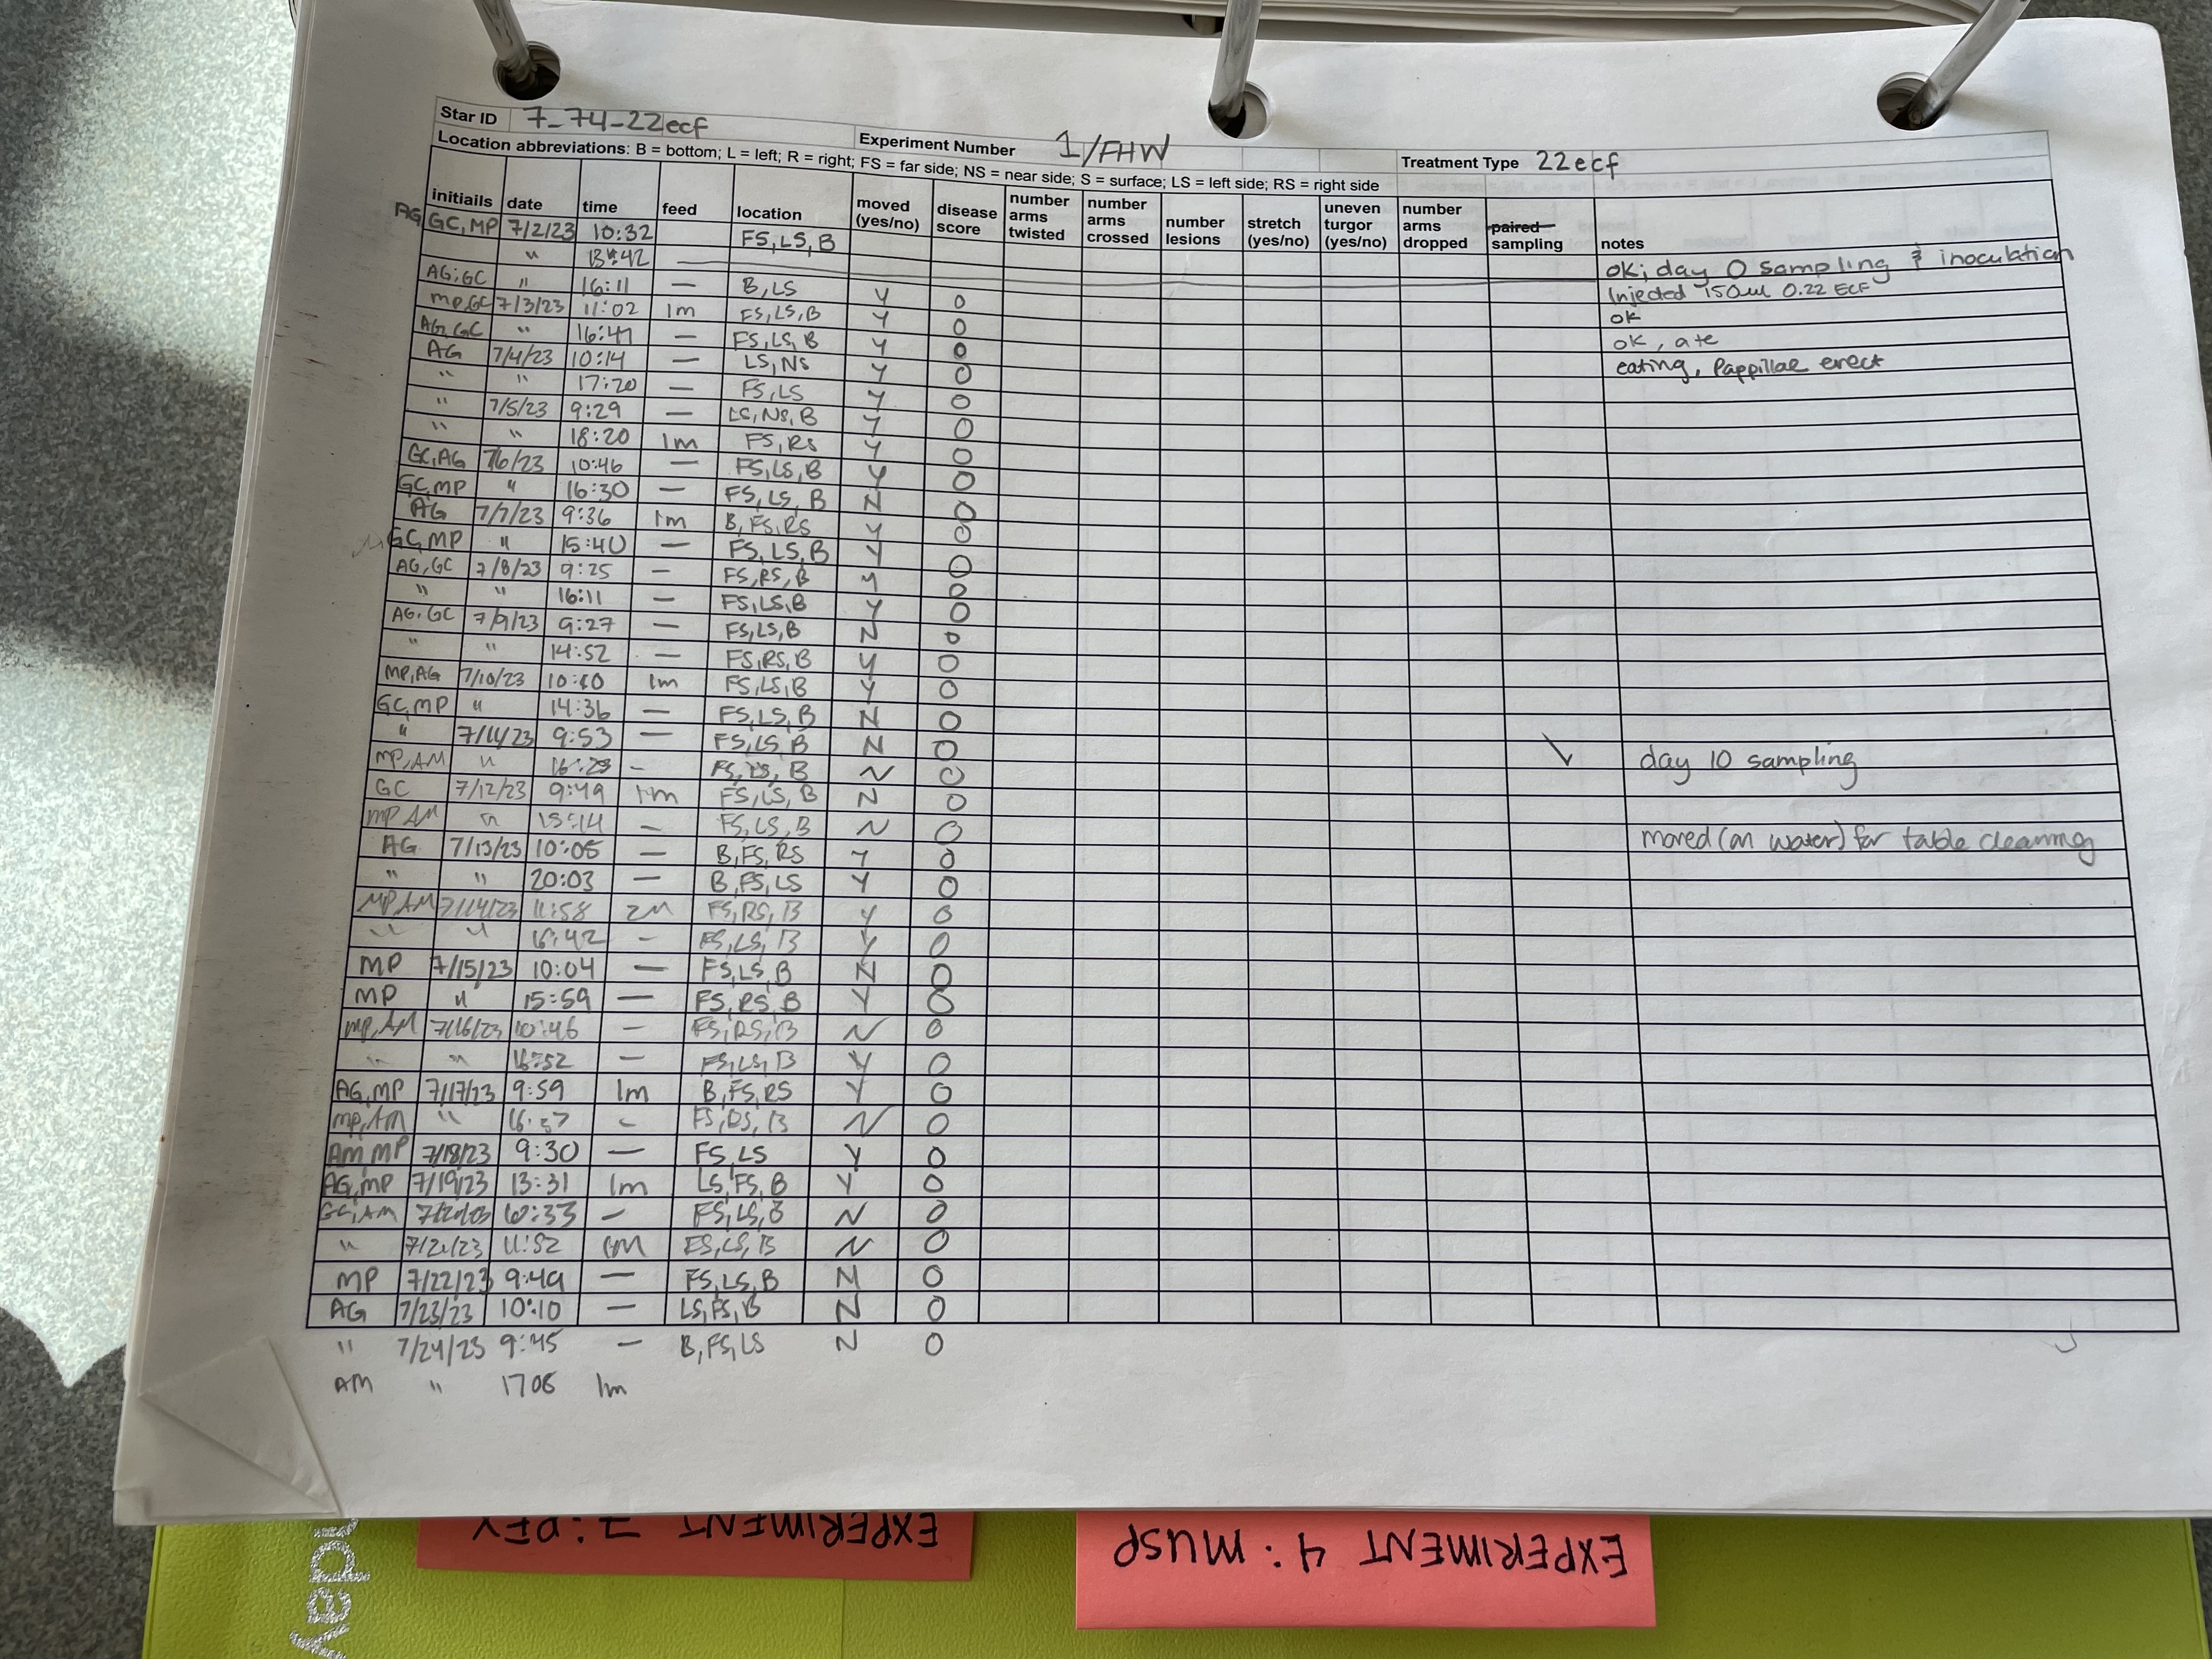 Star ID 7_74-22ecf Experiment Number 1/FHW Treatment Type 22ecf
Location abbreviations: B = bottom; L = left; R = right; FS = far side; NS = near side; S = surface; LS = left side; RS = right side
initiails date time feed location moved (yes/no) disease score number arms twisted number arms crossed number lesions stretch (yes/no) uneven turgor (yes/no) number arms dropped paired sampling notes
AG, GC, MP 7/2/23 10:32 FS, LS, B ok; day 0 sampling & inoculation
" 13:42 — Injected 150ul 0.22 ECF
AG; GC " 16:11 — B, LS Y 0 ok
MP, GC 7/3/23 11:02 1m FS, LS, B Y 0 ok, ate
AG, GC " 16:47 — FS, LS, B Y 0 eating, Pappillae erect
AG 7/4/23 10:14 — LS, NS Y 0
" " 17:20 — FS, LS Y 0
" 7/5/23 9:29 — LS, NS, B Y 0
" " 18:20 1m FS, RS Y 0
GC, AG 7/6/23 10:46 — FS, LS, B Y 0
GC, MP " 16:30 — FS, LS, B N 0
AG 7/7/23 9:36 1m B, FS, RS Y 0
GC, MP " 15:40 — FS, LS, B Y 0
AG, GC 7/8/23 9:25 — FS, RS, B Y 0
" " 16:11 — FS, LS, B Y 0
AG, GC 7/9/23 9:27 — FS, LS, B N 0
" " 14:52 — FS, RS, B Y 0
MP, AG 7/10/23 10:10 1m FS, LS, B Y 0
GC, MP " 14:36 — FS, LS, B N 0
" 7/11/23 9:53 — FS, LS, B N 0 day 10 sampling
MP, AM " — FS, LS, B N 0
GC 7/12/23 9:49 1m FS, LS, B N 0
MP AM " 15:14 — FS, LS, B N 0 moved (on water) for table cleaning
AG 7/13/23 10:05 — B, FS, RS Y 0
" " 20:03 — B, FS, LS Y 0
MP, AM 7/14/23 11:58 2M FS, RS, B Y 0
" " 16:42 — FS, LS, B Y 0
MP 7/15/23 10:04 — FS, LS, B N 0
MP " 15:59 — FS, RS, B Y 0
MP, AM 7/16/23 10:46 — FS, RS, B N 0
" " 16:52 — FS, LS, B Y 0
AG, MP 7/17/23 9:59 1m B, FS, RS Y 0
MP, AM " 16:37 — FS, RS, B N 0
AM, MP 7/18/23 9:30 — FS, LS Y 0
AG, MP 7/19/23 13:31 1m LS, FS, B Y 0
GC, AM — FS, LS, B N 0
" 7/21/23 11:52 1M FS, LS, B N 0
MP 7/22/23 9:49 — FS, LS, B N 0
AG 7/23/23 10:10 — LS, FS, B N 0
" 7/24/23 9:45 — B, FS, LS N 0
AM " 1708 1m
EXPERIMENT 7: PFY
EXPERIMENT 4: MUSP
day